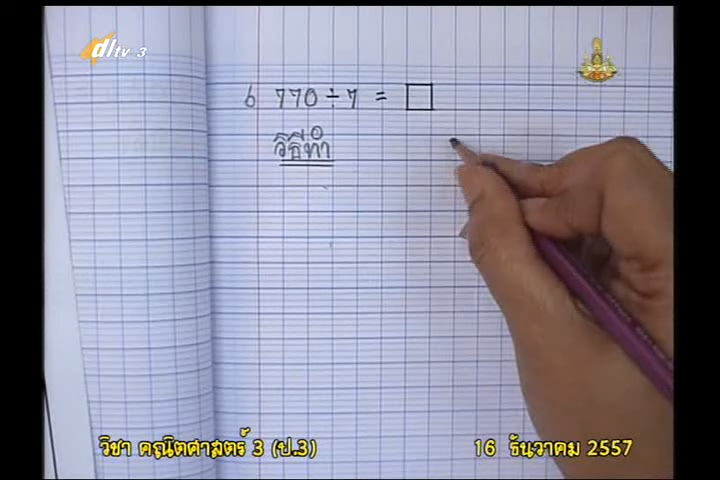 dltv 3
6 770 ÷ 7 = □
วิธีทำ
วิชา คณิตศาสตร์ 3 (ป.3) 16 ธันวาคม 2557